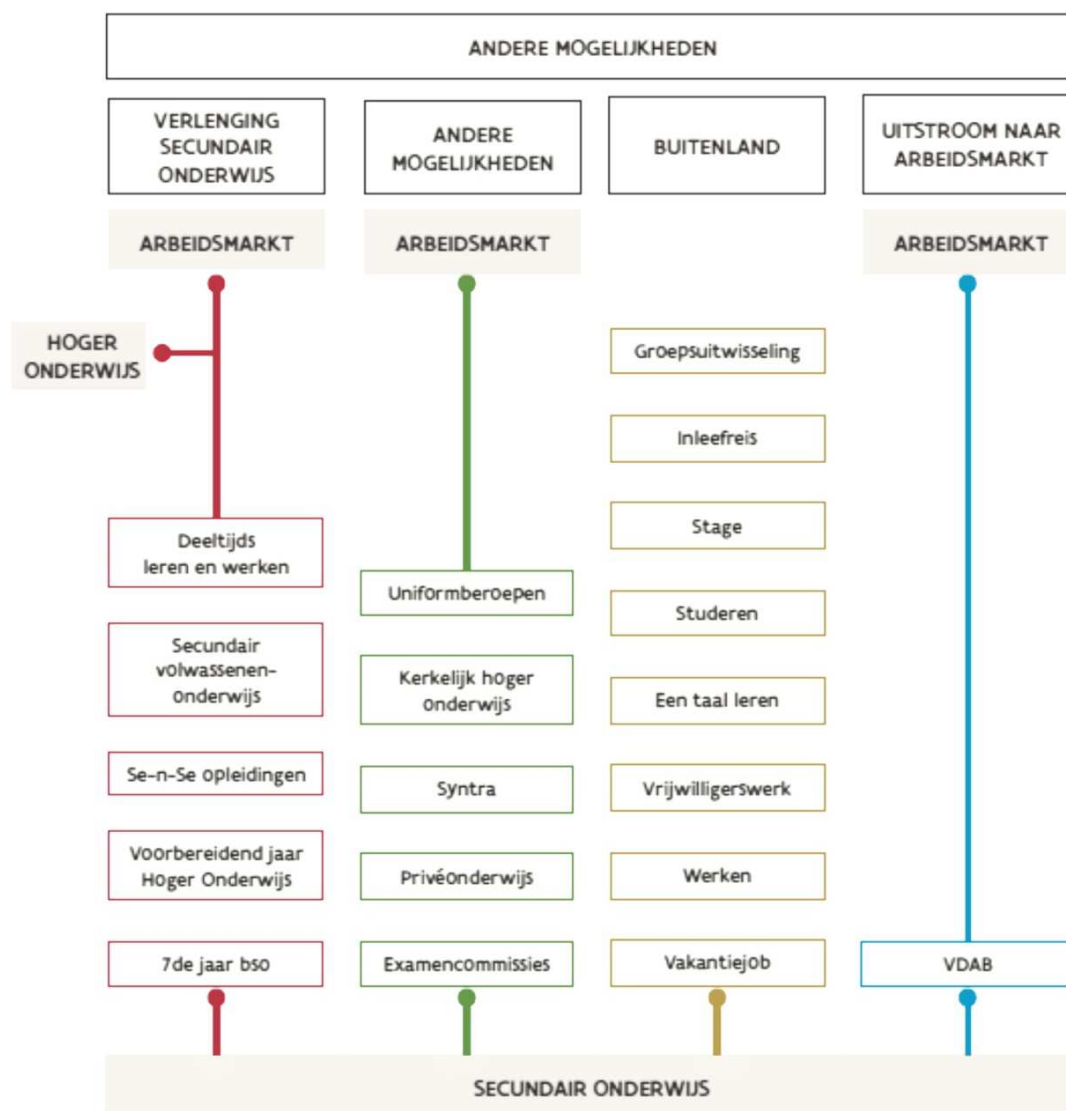 ANDERE MOGELIJKHEDEN
VERLENGING
SECUNDAIR
ONDERWIJS
ANDERE
MOGELIJKHEDEN
BUITENLAND
UITSTROOM NAAR
ARBEIDSMARKT
ARBEIDSMARKT
ARBEIDSMARKT
ARBEIDSMARKT
HOGER
ONDERWIJS
Deeltijds
leren en werken
Secundair
volwassenen-
onderwijs
Se-n-Se opleidingen
Voorbereidend jaar
Hoger Onderwijs
7de jaar bso
Uniformberoepen
Kerkelijk hoger
onderwijs
Syntra
Privéonderwijs
Examencommissies
Groepsuitwisseling
Inleefreis
Stage
Studeren
Een taal leren
Vrijwilligerswerk
Werken
Vakantiejob
VDAB
SECUNDAIR ONDERWIJS